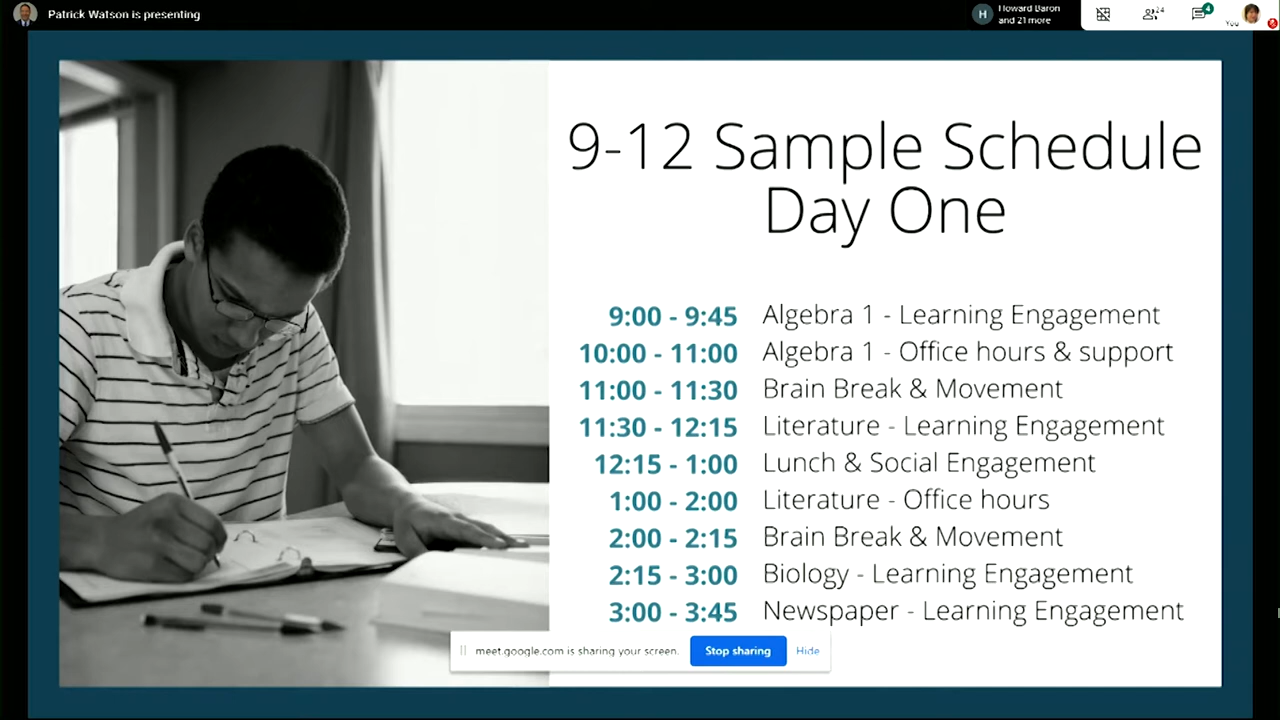 Patrick Watson is presenting
H
Howard Baron
and 21 more
24
4
You
9-12 Sample Schedule
Day One
9:00 - 9:45 Algebra 1 - Learning Engagement
10:00 - 11:00 Algebra 1 - Office hours & support
11:00 - 11:30 Brain Break & Movement
11:30 - 12:15 Literature - Learning Engagement
12:15 - 1:00 Lunch & Social Engagement
1:00 - 2:00 Literature - Office hours
2:00 - 2:15 Brain Break & Movement
2:15 - 3:00 Biology - Learning Engagement
3:00 - 3:45 Newspaper - Learning Engagement
meet.google.com is sharing your screen. Stop sharing Hide